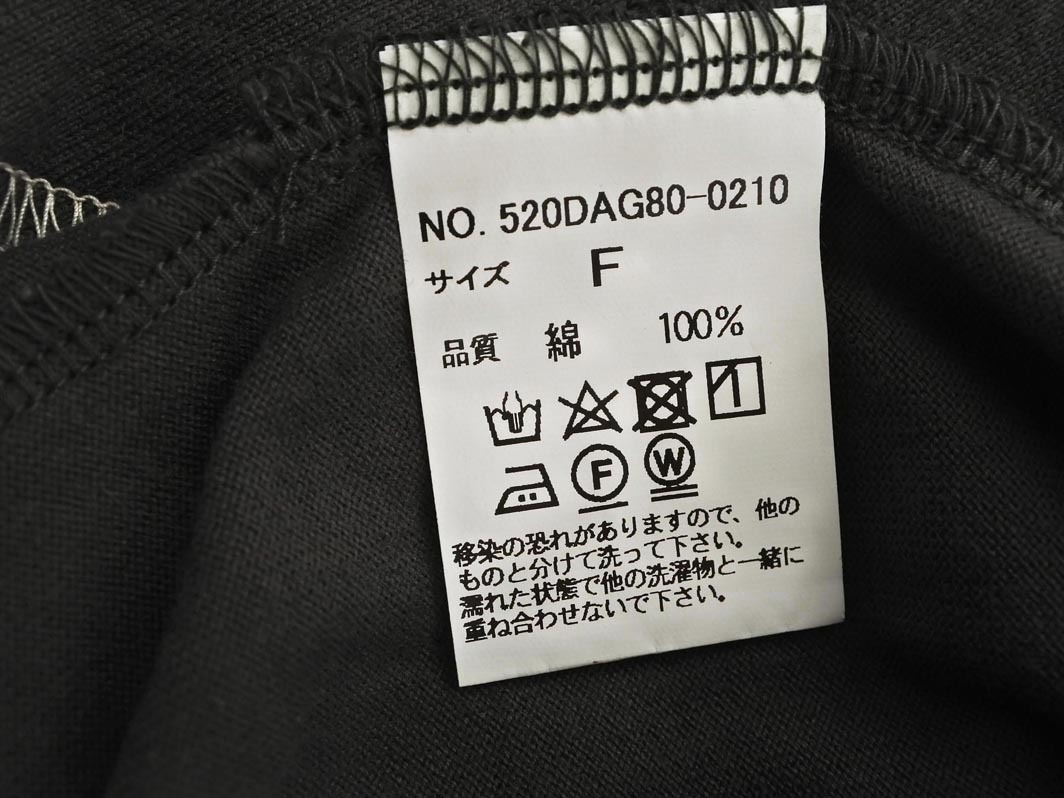 NO. 520DAG80-0210
サイズ F
品質 綿 100%
F W
移染の恐れがありますので、他の
ものと分けて洗って下さい。
濡れた状態で他の洗濯物と一緒に
重ね合わせないで下さい。